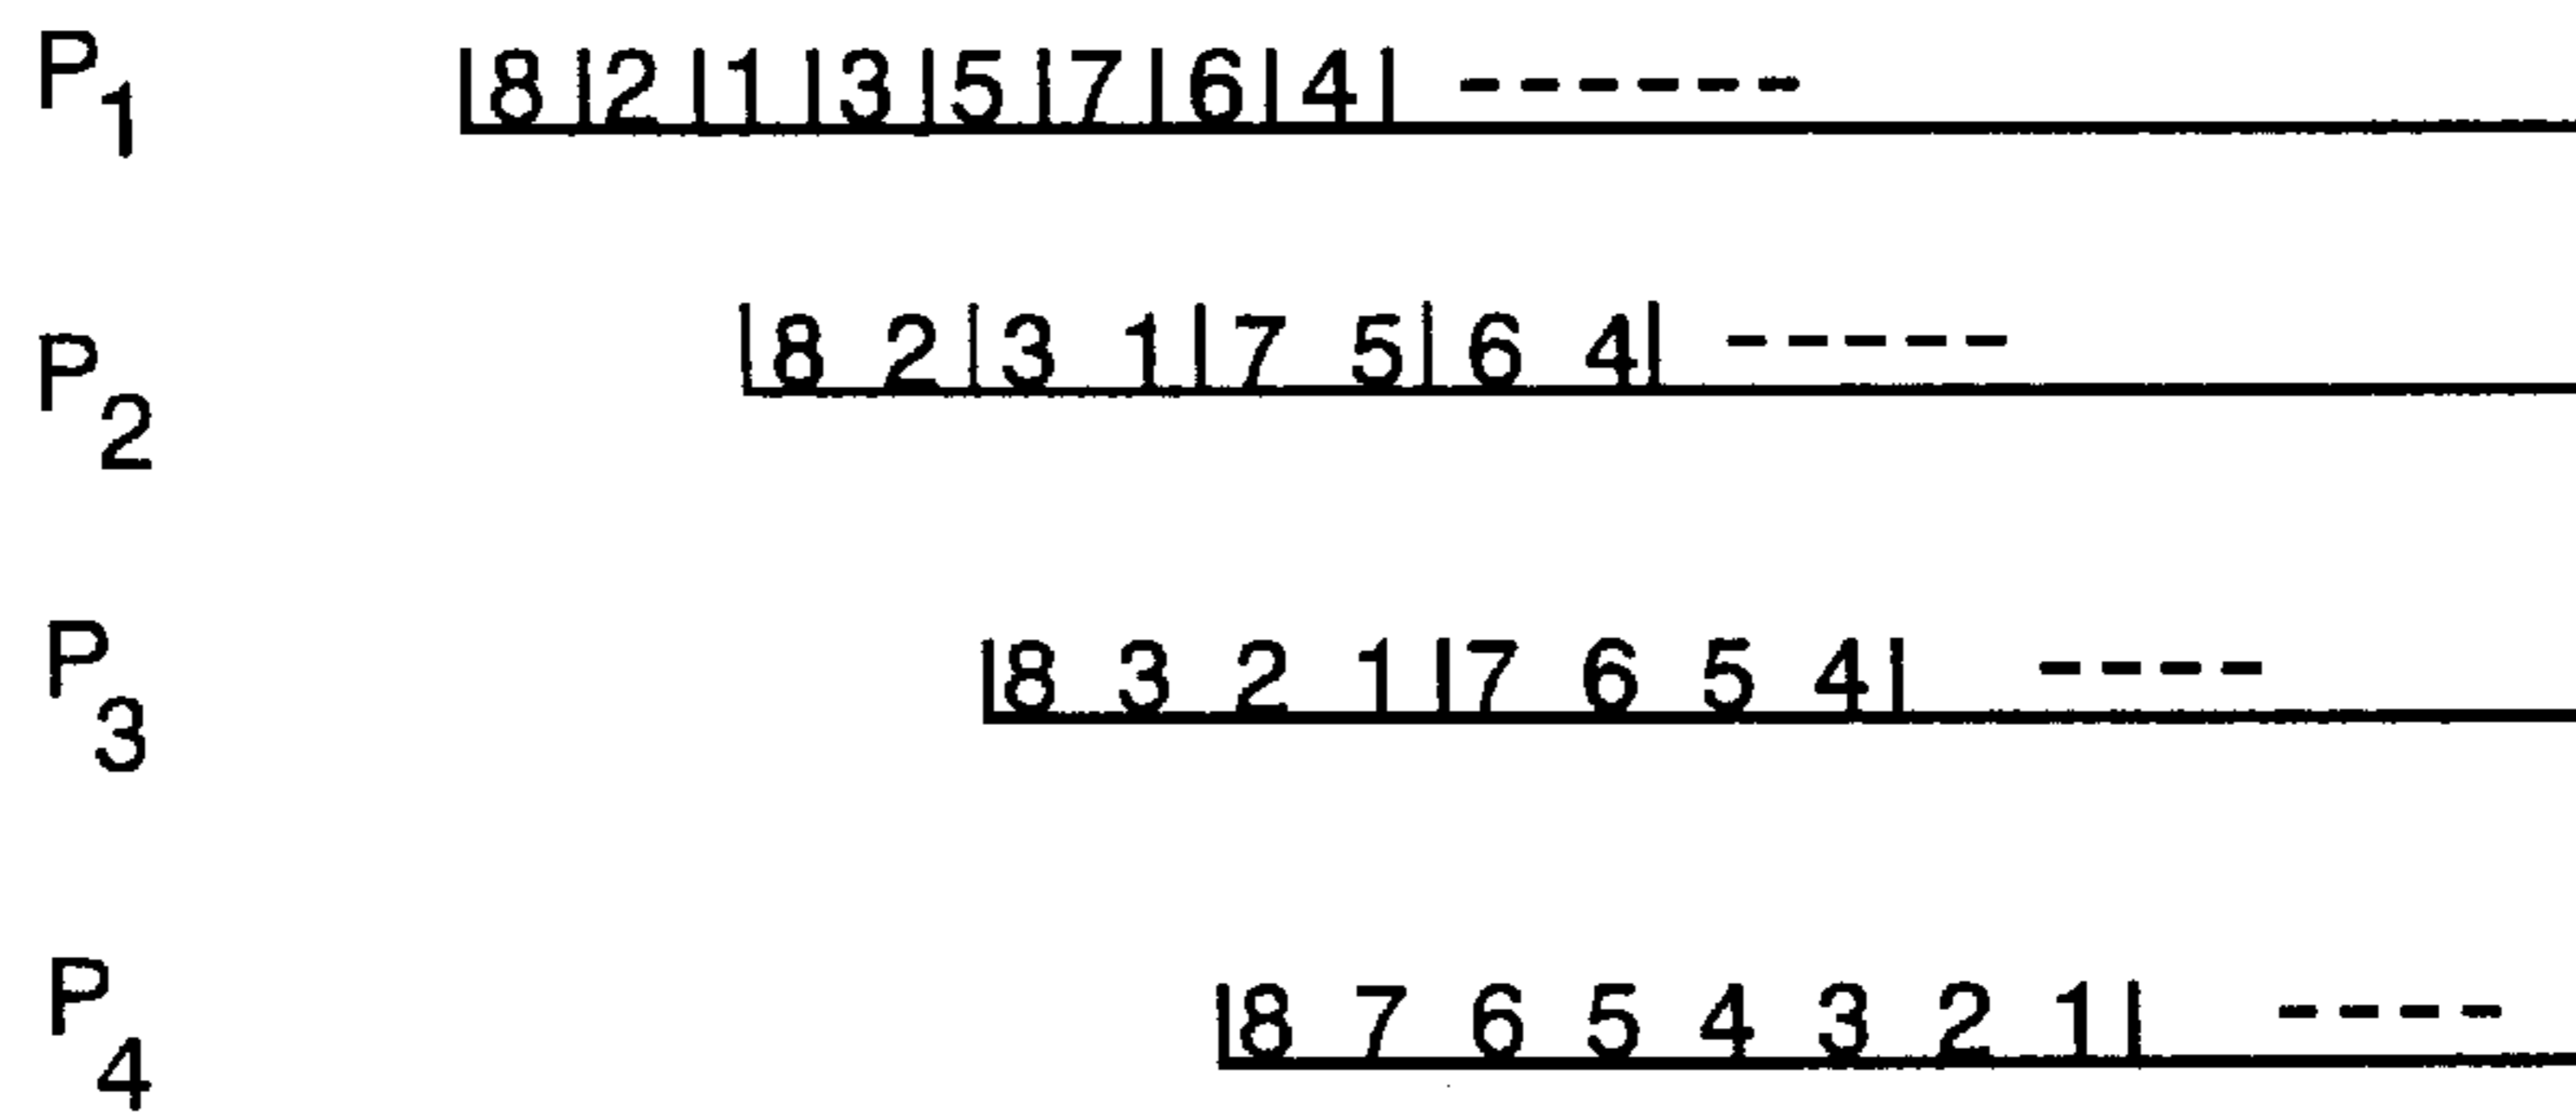 P1 |8|2|1|3|5|7|6|4| ------
P2 |8 2|3 1|7 5|6 4| -----
P3 |8 3 2 1|7 6 5 4| ----
P4 |8 7 6 5 4 3 2 1| ----